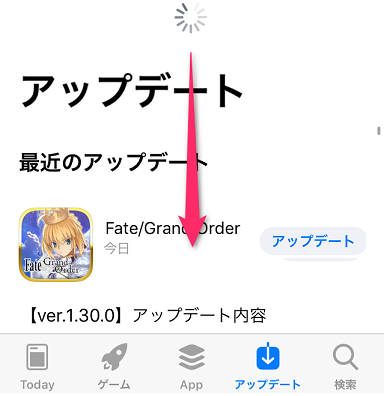 アップデート
最近のアップデート
Fate/Grand Order
今日
アップデート
Fate
Grand
Order
【ver.1.30.0】アップデート内容
Today
ゲーム
App
アップデート
検索